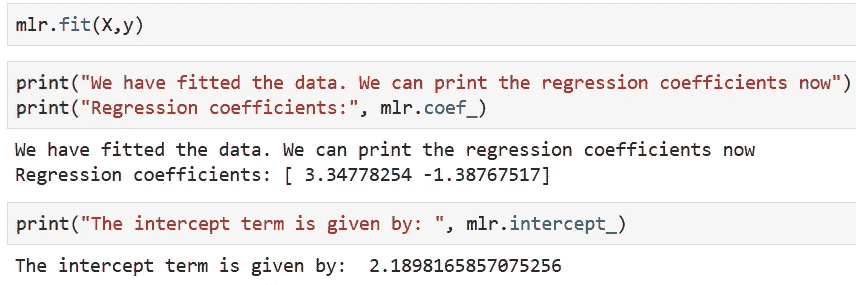 mlr.fit(X,y)
print("We have fitted the data. We can print the regression coefficients now")
print("Regression coefficients:", mlr.coef_)
We have fitted the data. We can print the regression coefficients now
Regression coefficients: [ 3.34778254 -1.38767517]
print("The intercept term is given by: ", mlr.intercept_)
The intercept term is given by:  2.1898165857075256